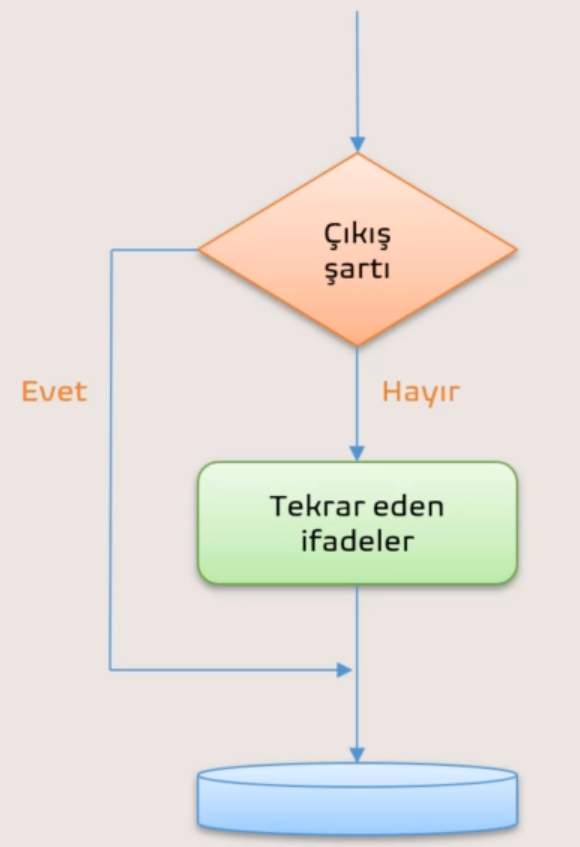 Çıkış
şartı
Evet
Hayır
Tekrar eden
ifadeler